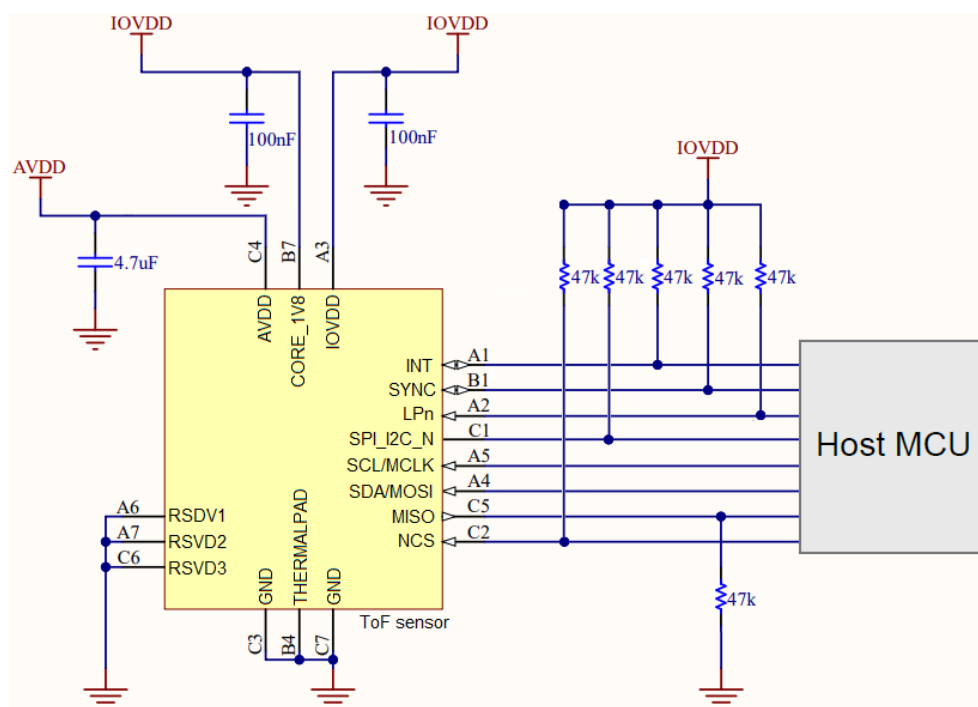 IOVDD
IOVDD
100nF
100nF
IOVDD
AVDD
4.7uF
C4
B7
A3
47k
47k
47k
47k
47k
AVDD
CORE_1V8
IOVDD
INT
A1
SYNC
B1
LPn
A2
SPI_I2C_N
C1
SCL/MCLK
A5
SDA/MOSI
A4
MISO
C5
NCS
C2
Host MCU
A6
RSDV1
A7
RSVD2
C6
RSVD3
GND
THERMALPAD
GND
47k
ToF sensor
C3
B4
C7